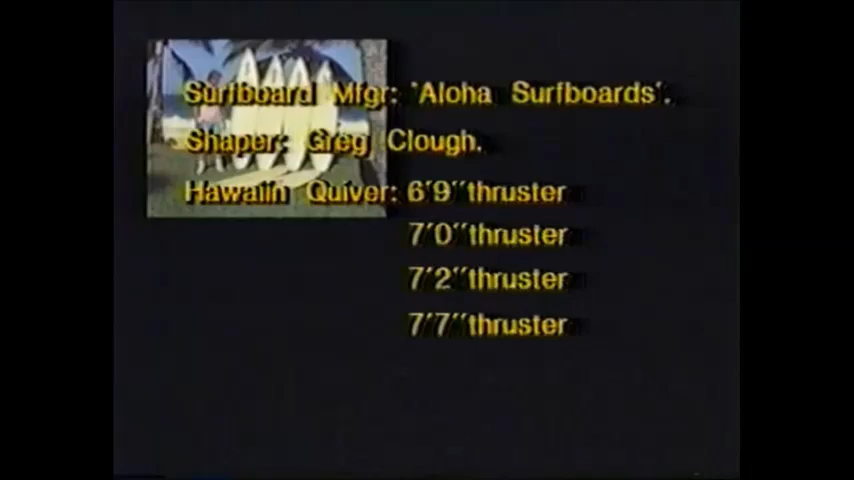 Surfboard Mfgr: 'Aloha Surfboards'.
Shaper: Greg Clough.
Hawaiin Quiver: 6'9"thruster
7'0"thruster
7'2"thruster
7'7"thruster